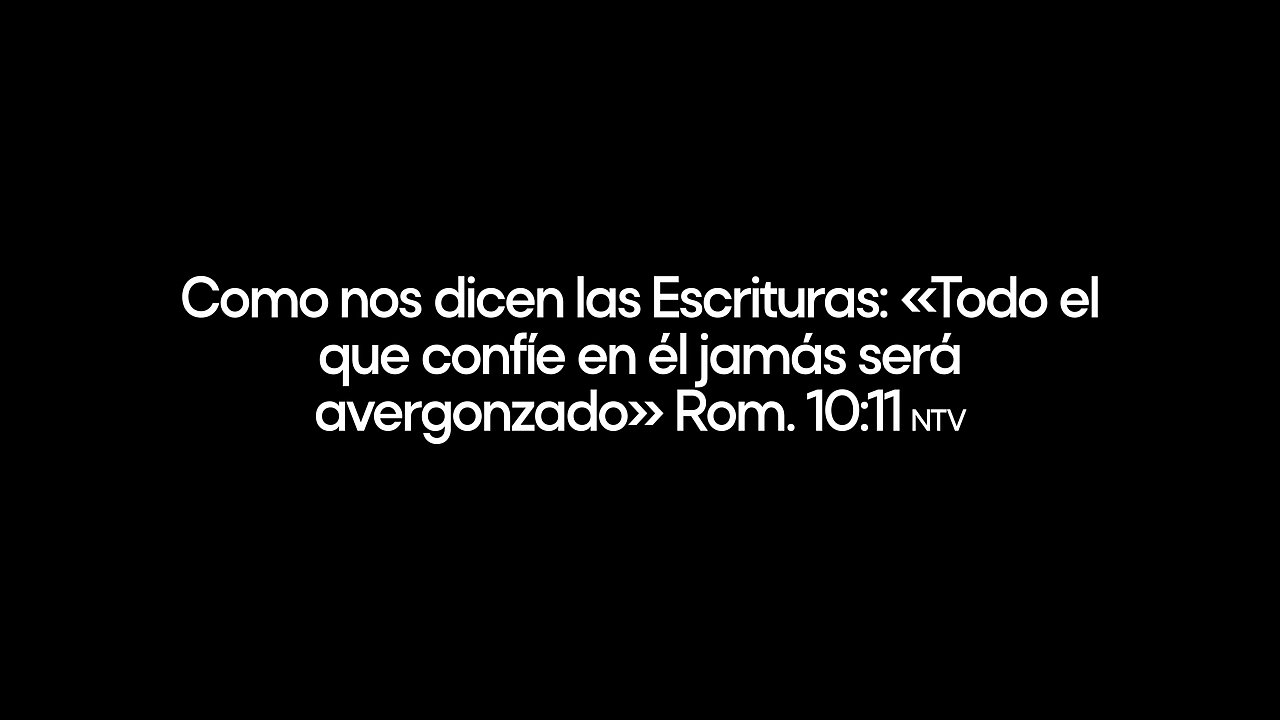 Como nos dicen las Escrituras: «Todo el
que confíe en él jamás será
avergonzado» Rom. 10:11 NTV